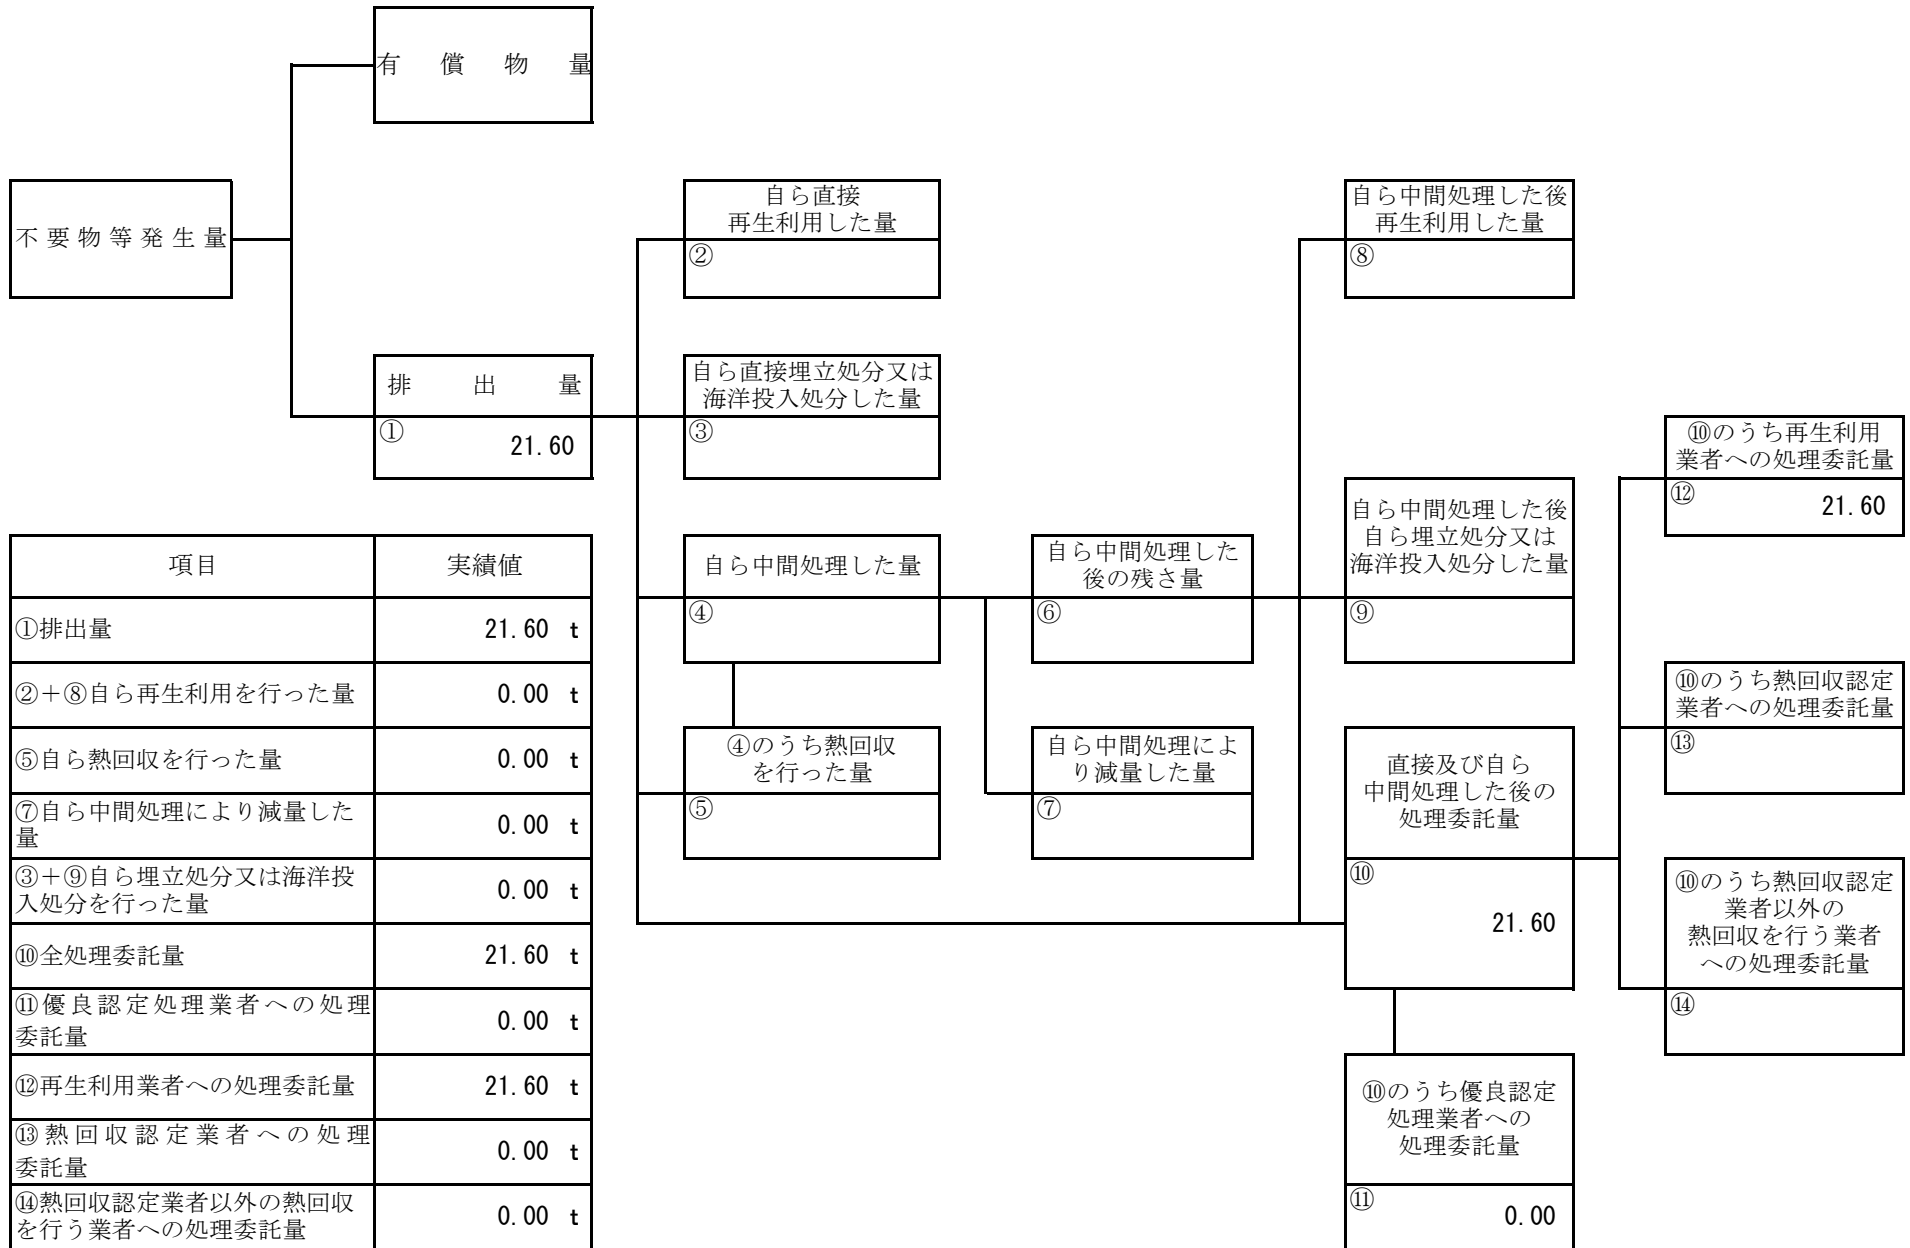 有償物量
不要物等発生量
排出量
①
21.60
自ら直接
再生利用した量
②
自ら直接埋立処分又は
海洋投入処分した量
③
自ら中間処理した量
④
④のうち熱回収
を行った量
⑤
自ら中間処理した
後の残さ量
⑥
自ら中間処理によ
り減量した量
⑦
自ら中間処理した後
再生利用した量
⑧
自ら中間処理した後
自ら埋立処分又は
海洋投入処分した量
⑨
直接及び自ら
中間処理した後の
処理委託量
⑩
21.60
⑩のうち優良認定
処理業者への
処理委託量
⑪
0.00
⑩のうち再生利用
業者への処理委託量
⑫
21.60
⑩のうち熱回収認定
業者への処理委託量
⑬
⑩のうち熱回収認定
業者以外の
熱回収を行う業者
への処理委託量
⑭
項目 実績値
①排出量 21.60 t
②＋⑧自ら再生利用を行った量 0.00 t
⑤自ら熱回収を行った量 0.00 t
⑦自ら中間処理により減量した
量 0.00 t
③＋⑨自ら埋立処分又は海洋投
入処分を行った量 0.00 t
⑩全処理委託量 21.60 t
⑪優良認定処理業者への処理
委託量 0.00 t
⑫再生利用業者への処理委託量 21.60 t
⑬熱回収認定業者への処理
委託量 0.00 t
⑭熱回収認定業者以外の熱回収
を行う業者への処理委託量 0.00 t